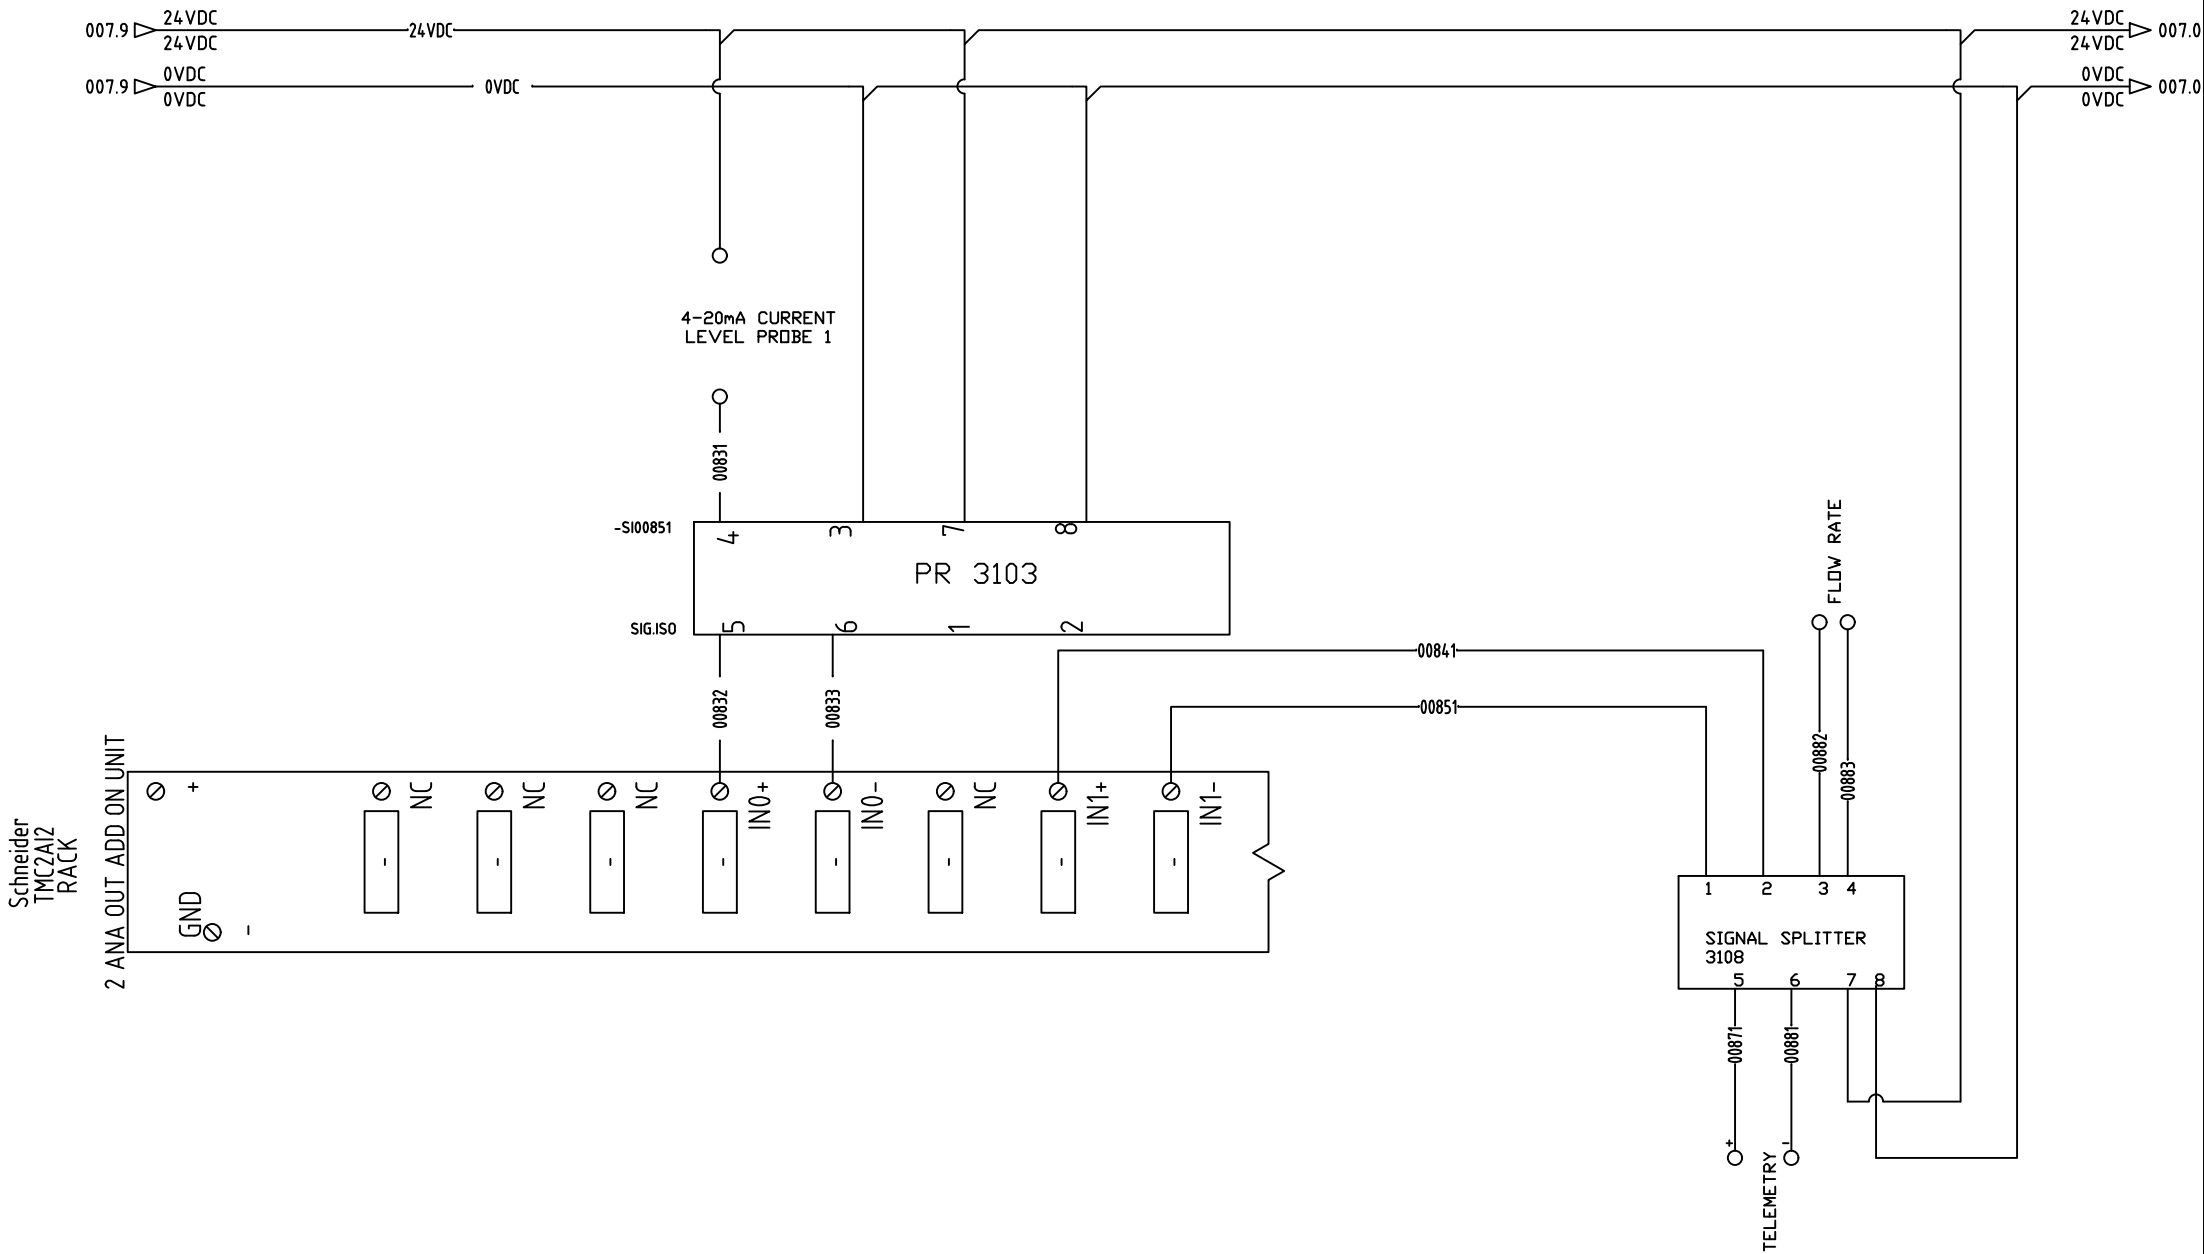 24VDC
007.9
24VDC
24VDC
24VDC
24VDC
007.0
0VDC
007.9
0VDC
0VDC
0VDC
0VDC
007.0
4-20mA CURRENT
LEVEL PROBE 1
00831
-SI00851
4
3
7
8
PR 3103
SIG.ISO
5
6
1
2
00832
00833
00841
00851
FLOW RATE
00882
00883
Schneider
TMC2AI2
RACK
2 ANA OUT ADD ON UNIT
+
GND
-
NC
-
NC
-
NC
-
IN0+
-
IN0-
-
NC
-
IN1+
-
IN1-
-
1
2
3
4
SIGNAL SPLITTER
3108
5
6
7
8
00871
00881
+
-
TELEMETRY